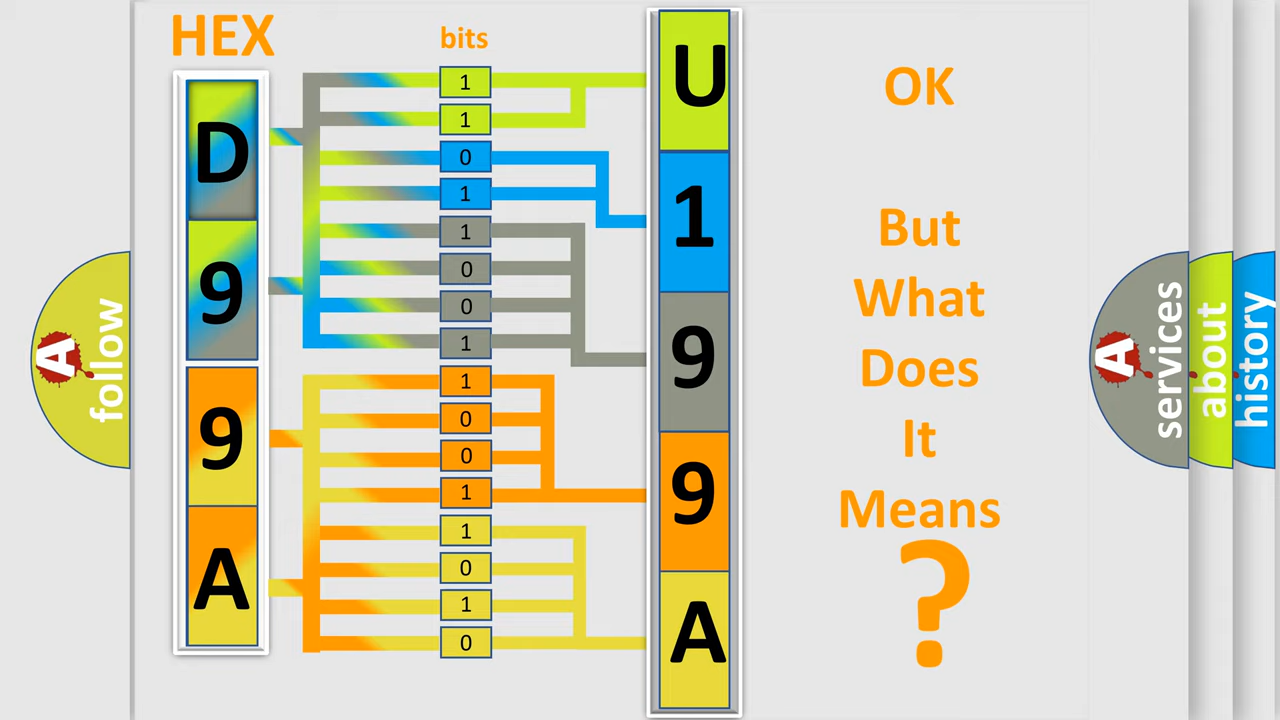 HEX
bits
D
9
9
A
1
1
0
1
1
0
0
1
1
0
0
1
1
0
1
0
U
1
9
9
A
OK
But
What
Does
It
Means
?
A
follow
A
services
about
history